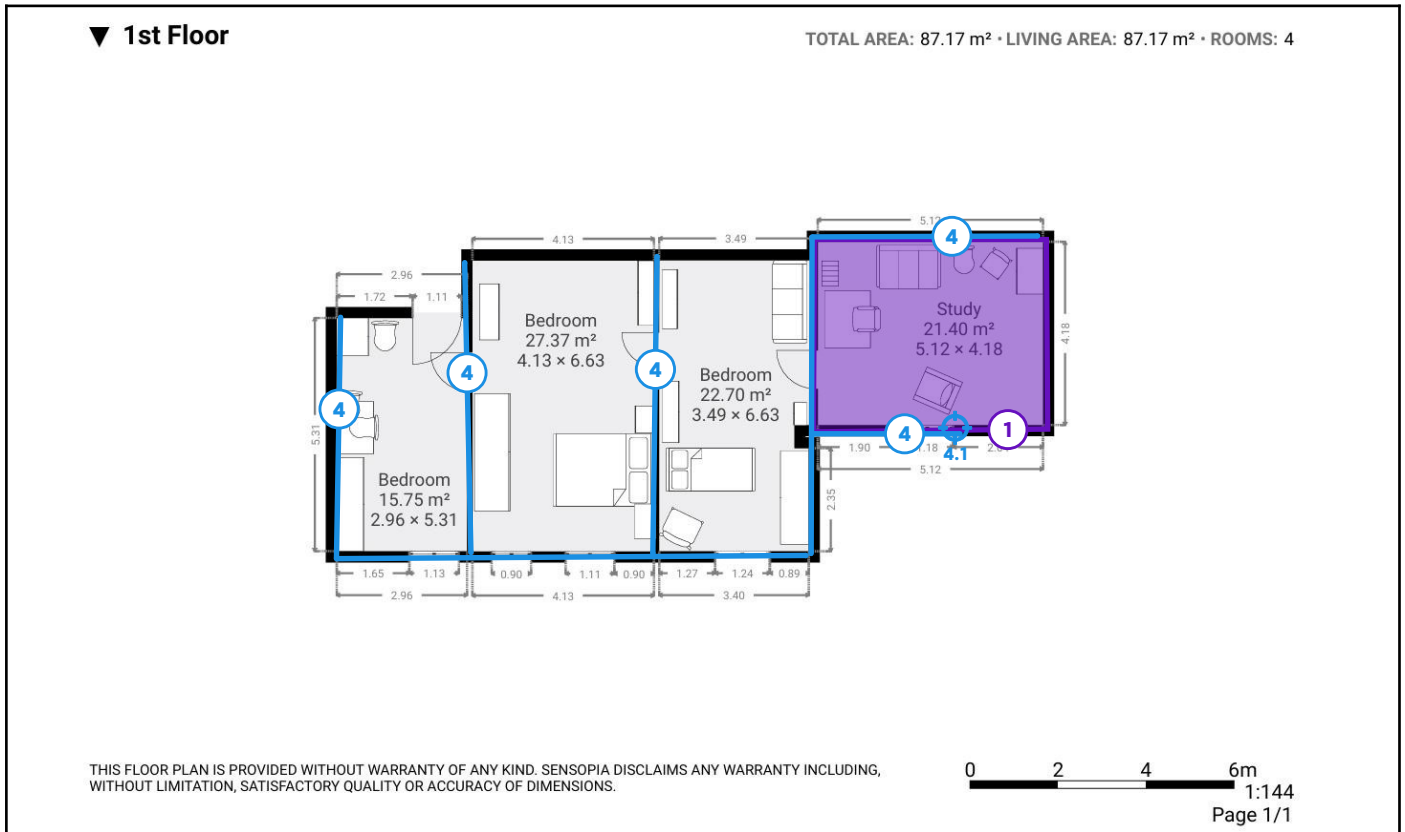 ▼ 1st Floor
TOTAL AREA: 87.17 m² · LIVING AREA: 87.17 m² · ROOMS: 4
5.12
4
4.13
3.49
2.96
1.72
1.11
Study
21.40 m²
5.12 × 4.18
4.18
Bedroom
27.37 m²
4.13 × 6.63
Bedroom
22.70 m²
3.49 × 6.63
4
4
4
5.31
4
1
4.1
1.90
1.18
5.12
Bedroom
15.75 m²
2.96 × 5.31
2.35
1.65
1.13
0.90
1.11
0.90
1.27
1.24
0.89
2.96
4.13
3.40
THIS FLOOR PLAN IS PROVIDED WITHOUT WARRANTY OF ANY KIND. SENSOPIA DISCLAIMS ANY WARRANTY INCLUDING,
WITHOUT LIMITATION, SATISFACTORY QUALITY OR ACCURACY OF DIMENSIONS.
0 2 4 6m
1:144
Page 1/1